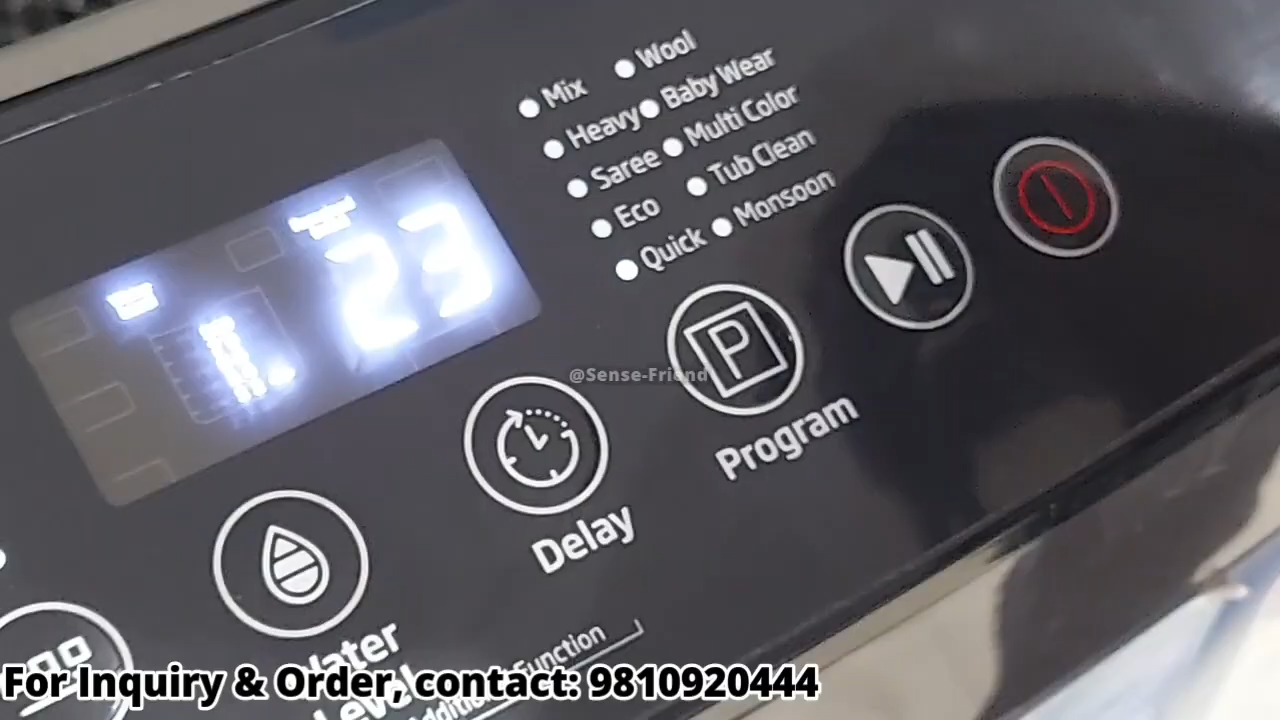 Mix
Wool
Heavy
Baby Wear
Saree
Multi Color
Eco
Tub Clean
Quick
Monsoon
23
1.
P
@Sense-Friend
Program
Delay
Water
Level
Additional Function
For Inquiry & Order, contact: 9810920444